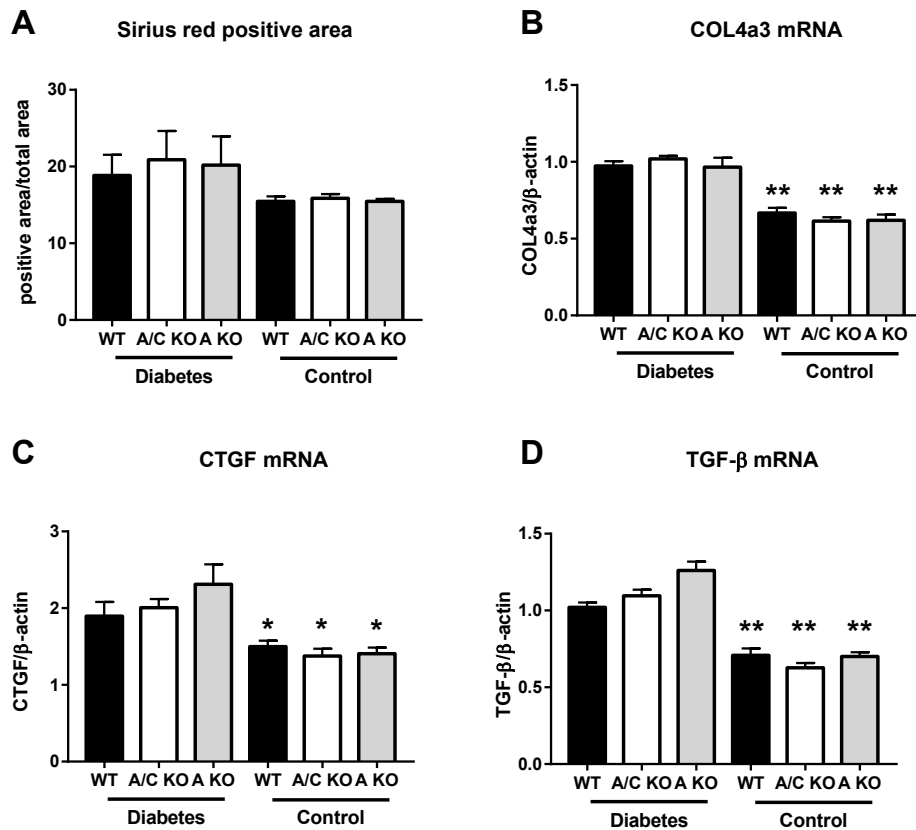 A
Sirius red positive area
positive area/total area
30
20
10
0
WT A/C KO A KO WT A/C KO A KO
Diabetes Control
B
COL4a3 mRNA
COL4a3/β-actin
1.5
1.0
0.5
0.0
** ** **
WT A/C KO A KO WT A/C KO A KO
Diabetes Control
C
CTGF mRNA
CTGF/β-actin
3
2
1
0
* * *
WT A/C KO A KO WT A/C KO A KO
Diabetes Control
D
TGF-β mRNA
TGF-β/β-actin
1.5
1.0
0.5
0.0
** ** **
WT A/C KO A KO WT A/C KO A KO
Diabetes Control